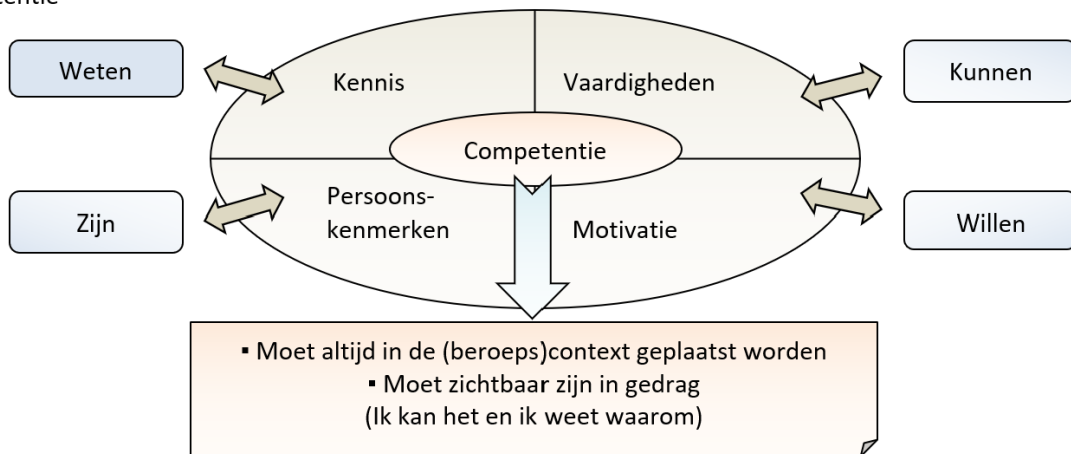 Weten
Kennis
Vaardigheden
Kunnen
Competentie
Zijn
Persoons-
kenmerken
Motivatie
Willen
▪ Moet altijd in de (beroeps)context geplaatst worden
▪ Moet zichtbaar zijn in gedrag
(Ik kan het en ik weet waarom)